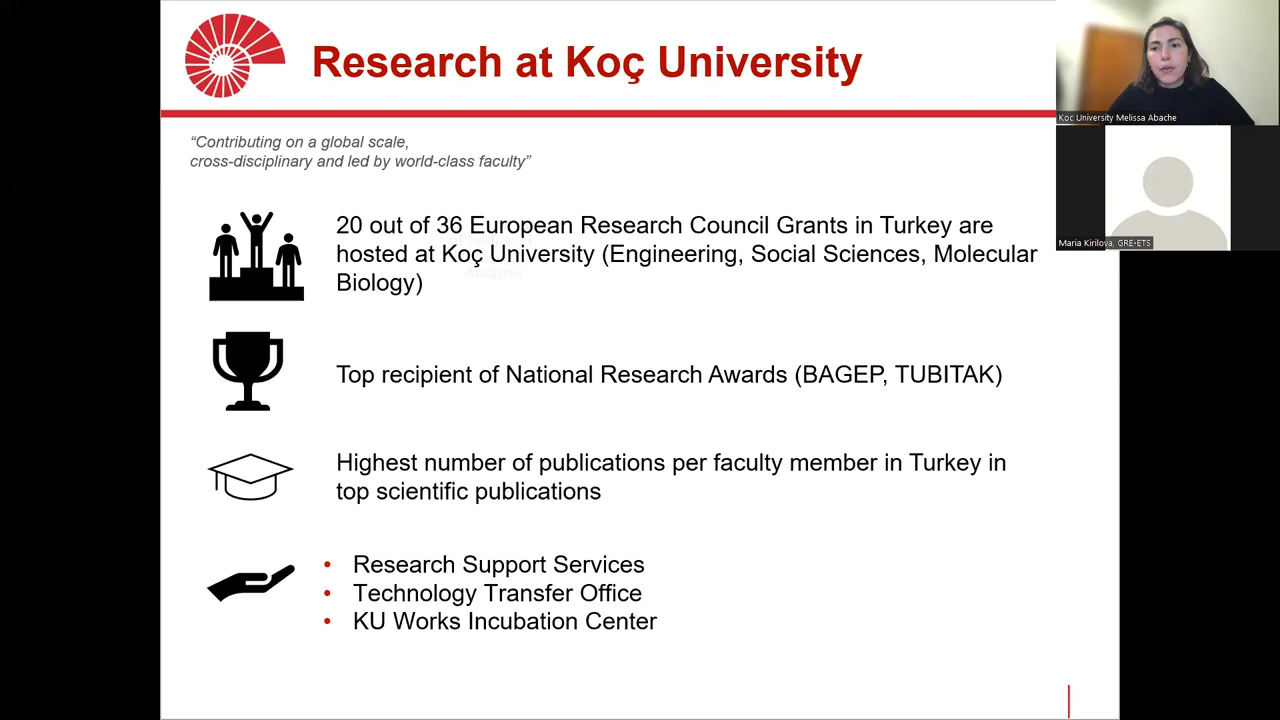 Research at Koç University
“Contributing on a global scale,
cross-disciplinary and led by world-class faculty”
20 out of 36 European Research Council Grants in Turkey are
hosted at Koç University (Engineering, Social Sciences, Molecular
Biology)
Top recipient of National Research Awards (BAGEP, TUBITAK)
Highest number of publications per faculty member in Turkey in
top scientific publications
• Research Support Services
• Technology Transfer Office
• KU Works Incubation Center
Koc University Melissa Abache
Maria Kirilova, GRE-ETS